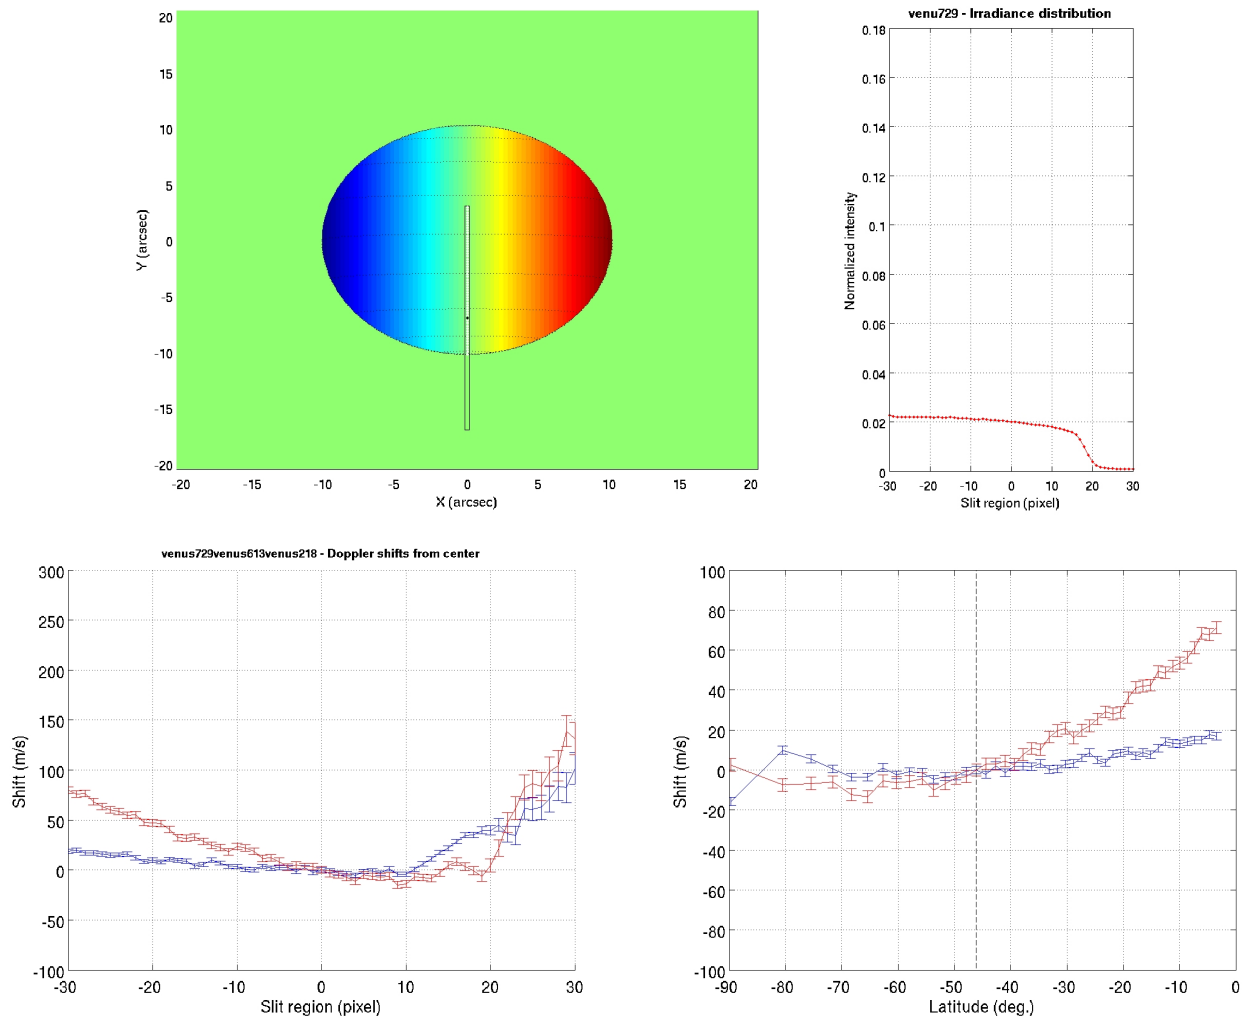 20
15
10
5
0
-5
-10
-15
-20
Y (arcsec)
-20 -15 -10 -5 0 5 10 15 20
X (arcsec)
venu729 - Irradiance distribution
0.18
0.16
0.14
0.12
0.1
0.08
0.06
0.04
0.02
0
Normalized intensity
-30 -20 -10 0 10 20 30
Slit region (pixel)
venus729venus613venus218 - Doppler shifts from center
300
250
200
150
100
50
0
-50
-100
Shift (m/s)
-30 -20 -10 0 10 20 30
Slit region (pixel)
100
80
60
40
20
0
-20
-40
-60
-80
-100
Shift (m/s)
-90 -80 -70 -60 -50 -40 -30 -20 -10 0
Latitude (deg.)